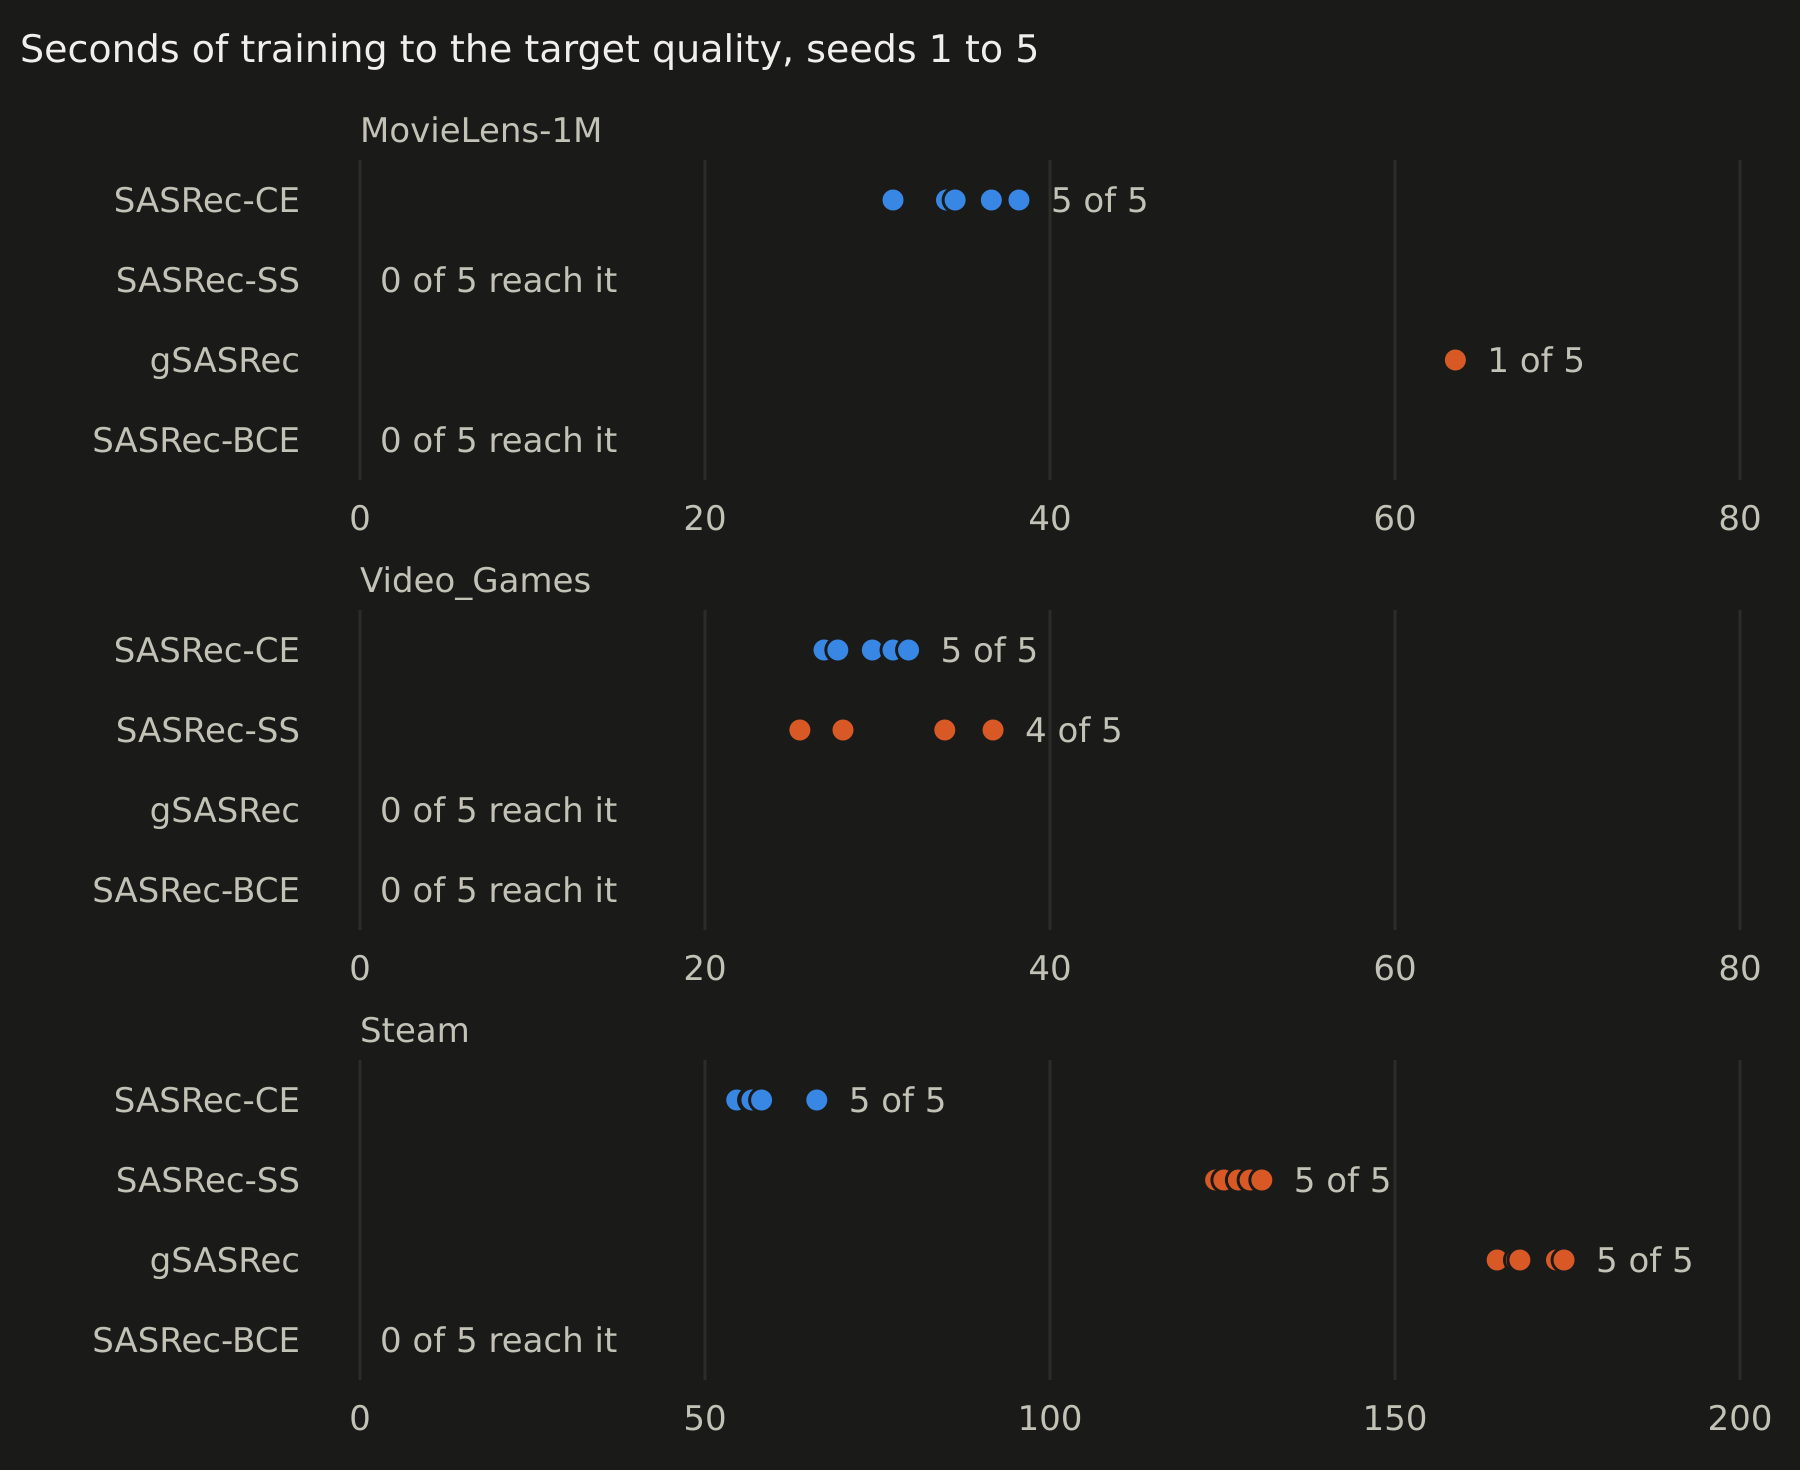 Seconds of training to the target quality, seeds 1 to 5
MovieLens-1M
SASRec-CE 5 of 5
SASRec-SS 0 of 5 reach it
gSASRec 1 of 5
SASRec-BCE 0 of 5 reach it
0 20 40 60 80
Video_Games
SASRec-CE 5 of 5
SASRec-SS 4 of 5
gSASRec 0 of 5 reach it
SASRec-BCE 0 of 5 reach it
0 20 40 60 80
Steam
SASRec-CE 5 of 5
SASRec-SS 5 of 5
gSASRec 5 of 5
SASRec-BCE 0 of 5 reach it
0 50 100 150 200